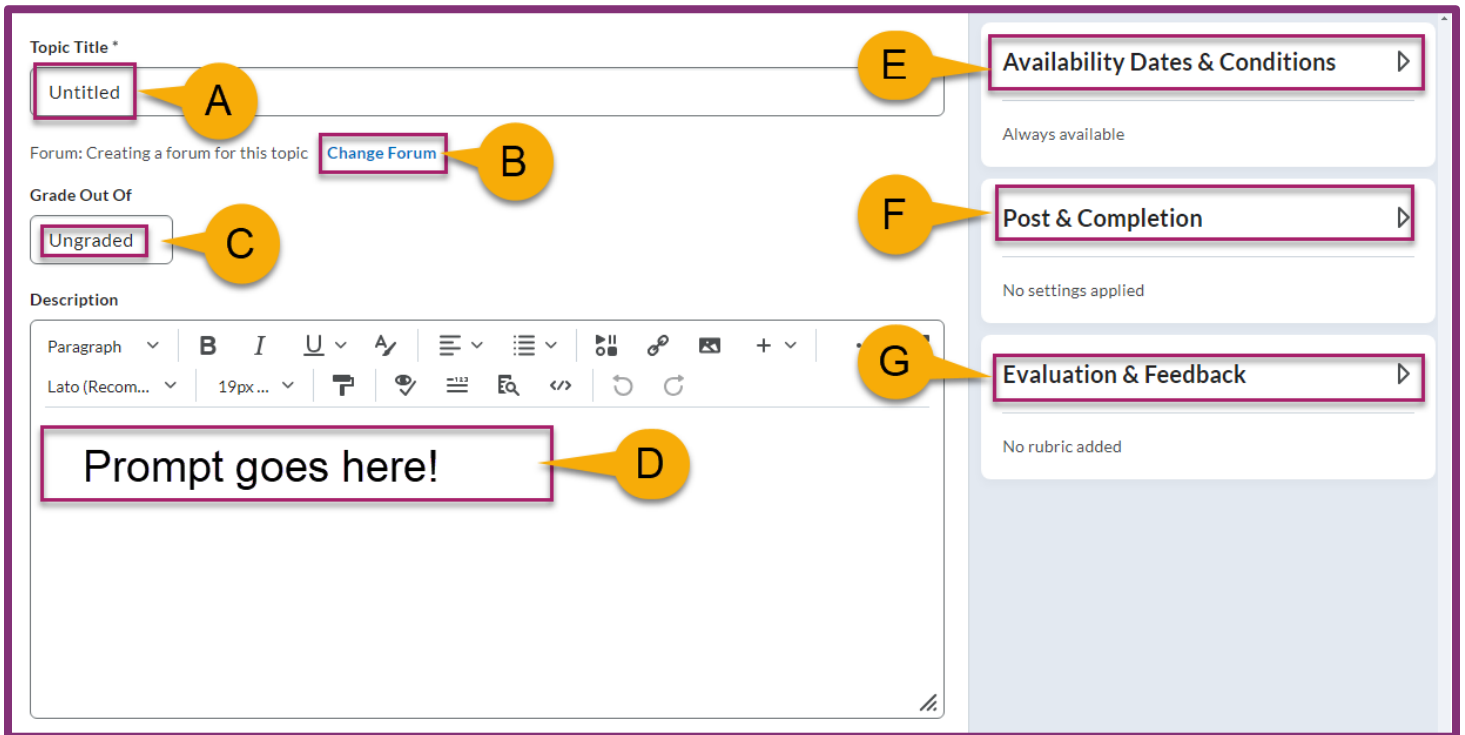 Topic Title *
Untitled
A
Forum: Creating a forum for this topic Change Forum
B
Grade Out Of
Ungraded
C
Description
Paragraph B I U A
Lato (Recom... 19px ...
Prompt goes here!
D
E
Availability Dates & Conditions
Always available
F
Post & Completion
No settings applied
G
Evaluation & Feedback
No rubric added